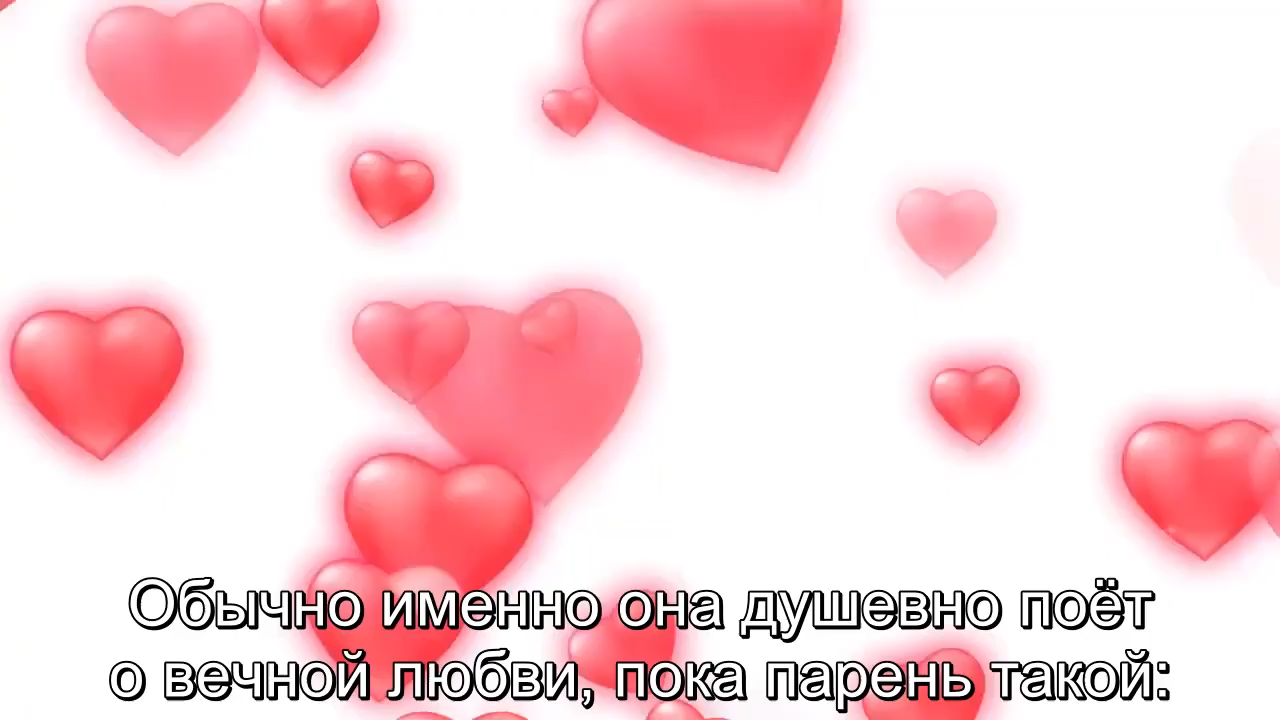 Обычно именно она душевно поёт
о вечной любви, пока парень такой: